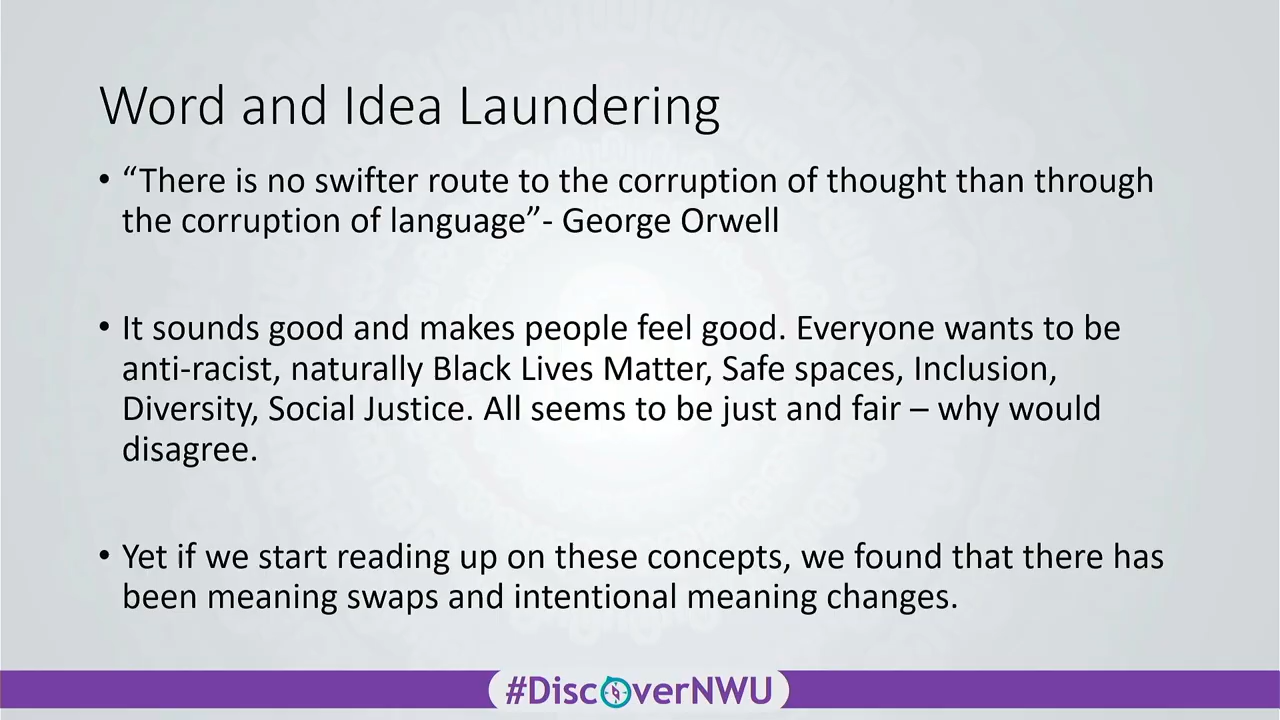 Word and Idea Laundering
• “There is no swifter route to the corruption of thought than through
the corruption of language”- George Orwell
• It sounds good and makes people feel good. Everyone wants to be
anti-racist, naturally Black Lives Matter, Safe spaces, Inclusion,
Diversity, Social Justice. All seems to be just and fair – why would
disagree.
• Yet if we start reading up on these concepts, we found that there has
been meaning swaps and intentional meaning changes.
#DiscoverNWU